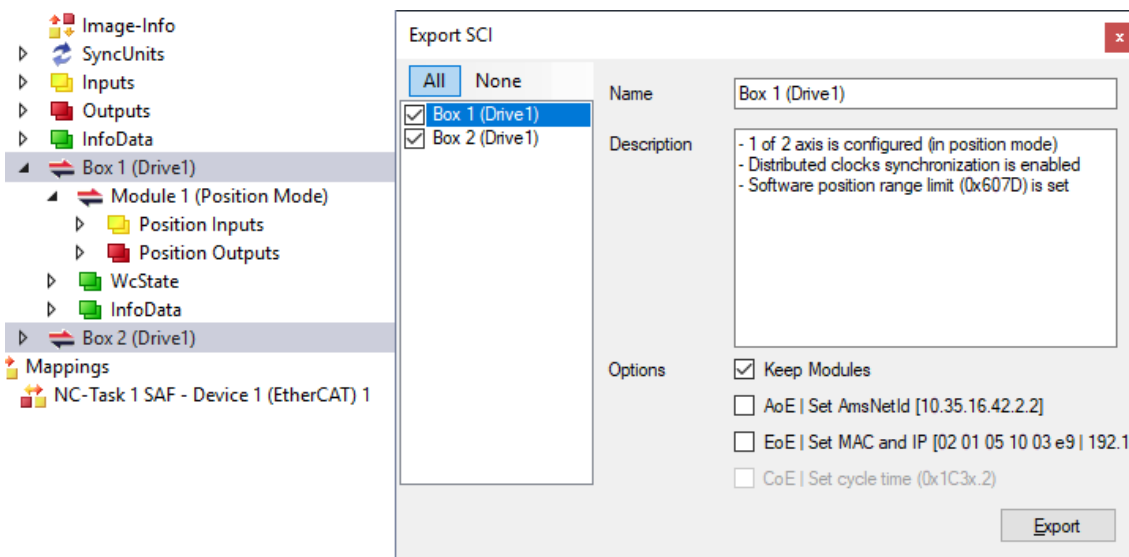 Image-Info
SyncUnits
Inputs
Outputs
InfoData
Box 1 (Drive1)
Module 1 (Position Mode)
Position Inputs
Position Outputs
WcState
InfoData
Box 2 (Drive1)
Mappings
NC-Task 1 SAF - Device 1 (EtherCAT) 1
Export SCI
x
All None
Box 1 (Drive1)
Box 2 (Drive1)
Name
Box 1 (Drive1)
Description
- 1 of 2 axis is configured (in position mode)
- Distributed clocks synchronization is enabled
- Software position range limit (0x607D) is set
Options
Keep Modules
AoE | Set AmsNetId [10.35.16.42.2.2]
EoE | Set MAC and IP [02 01 05 10 03 e9 | 192.1
CoE | Set cycle time (0x1C3x.2)
Export